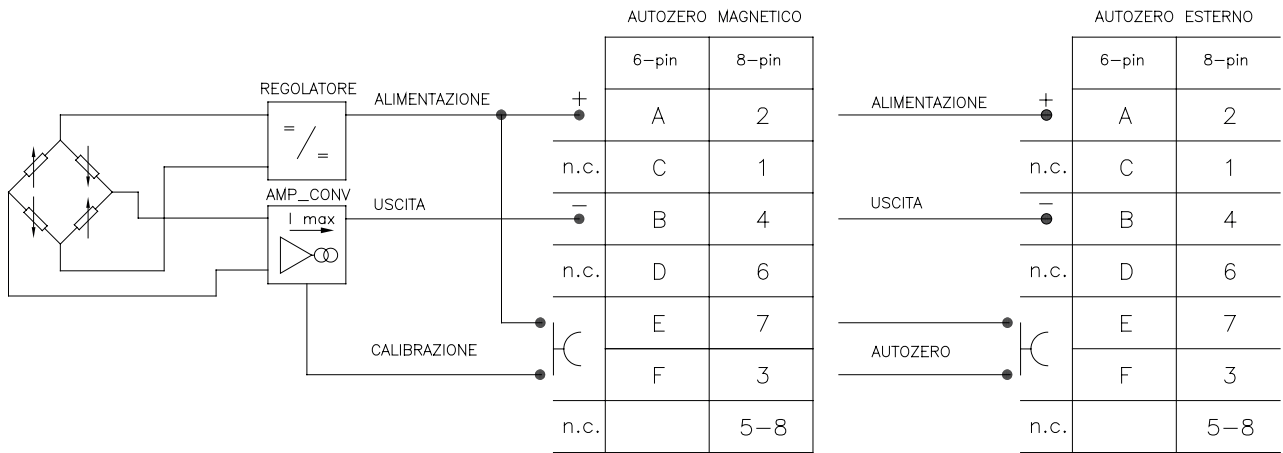 AUTOZERO MAGNETICO
AUTOZERO ESTERNO
6-pin 8-pin
6-pin 8-pin
REGOLATORE
= / =
ALIMENTAZIONE + A 2
ALIMENTAZIONE + A 2
n.c. C 1
n.c. C 1
AMP_CONV
I max
USCITA - B 4
USCITA - B 4
n.c. D 6
n.c. D 6
E 7
E 7
CALIBRAZIONE F 3
AUTOZERO F 3
n.c. 5-8
n.c. 5-8